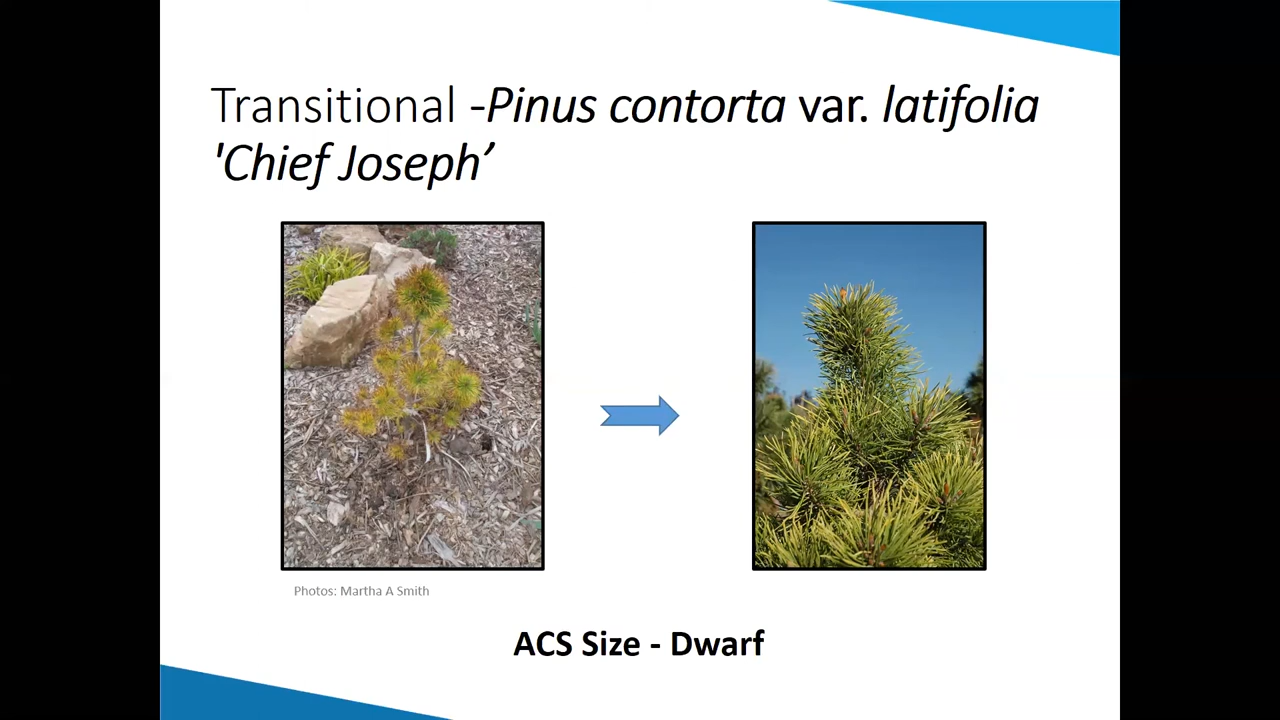 Transitional -Pinus contorta var. latifolia
'Chief Joseph’
Photos: Martha A Smith
ACS Size - Dwarf